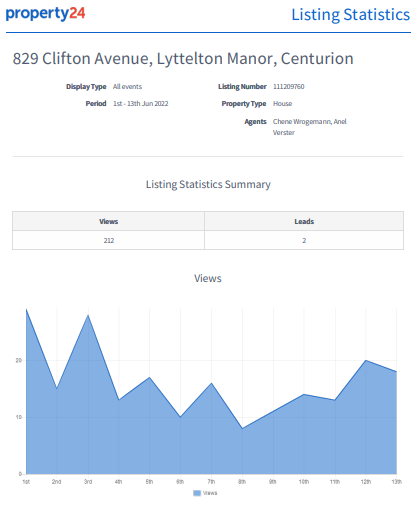 property24
Listing Statistics
829 Clifton Avenue, Lyttelton Manor, Centurion
Display Type All events Listing Number 111209760
Period 1st - 13th Jun 2022 Property Type House
Agents Chene Wrogemann, Anel
Verster
Listing Statistics Summary
Views Leads
212 2
Views
20
10
0
1st 2nd 3rd 4th 5th 6th 7th 8th 9th 10th 11th 12th 13th
Views